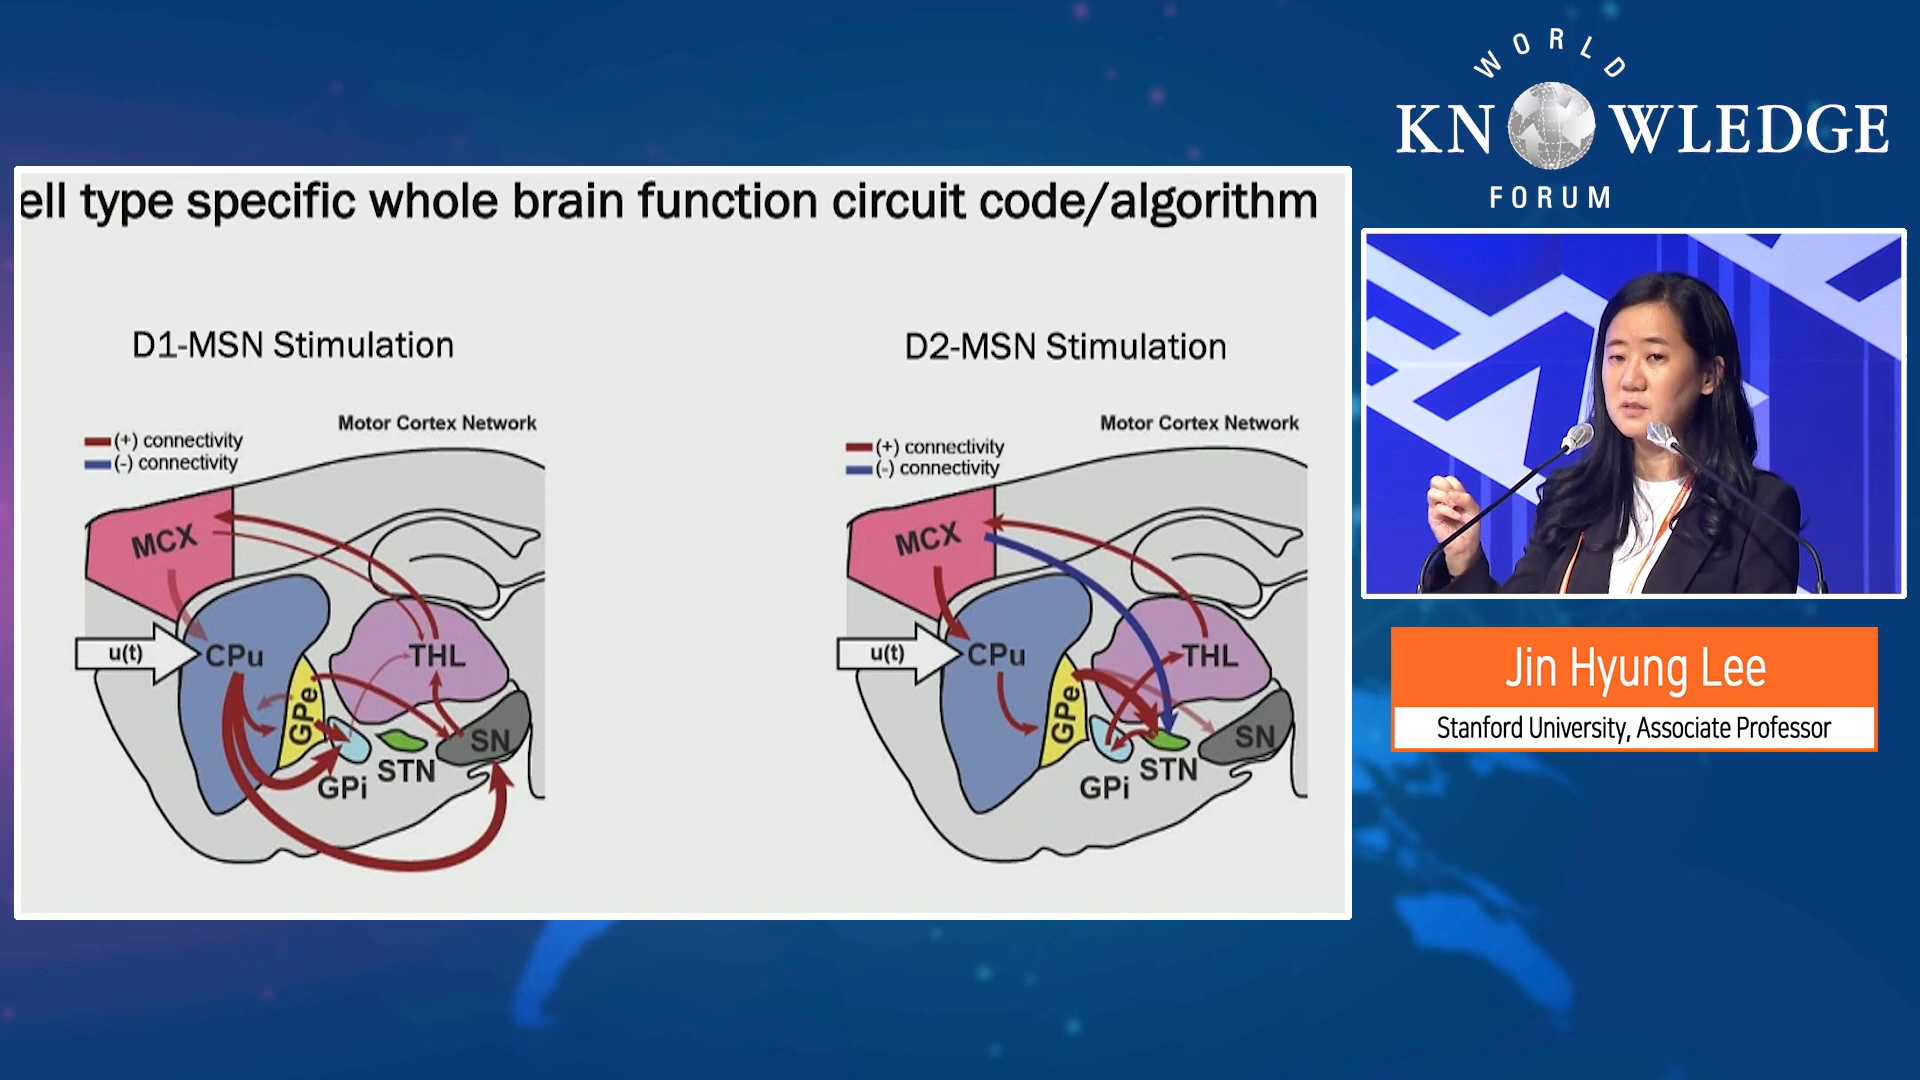 WORLD
KNOWLEDGE
FORUM
ell type specific whole brain function circuit code/algorithm
D1-MSN Stimulation
Motor Cortex Network
(+) connectivity
(-) connectivity
MCX
u(t)
CPu
THL
GPe
SN
STN
GPi
D2-MSN Stimulation
Motor Cortex Network
(+) connectivity
(-) connectivity
MCX
u(t)
CPu
THL
GPe
SN
STN
GPi
Jin Hyung Lee
Stanford University, Associate Professor